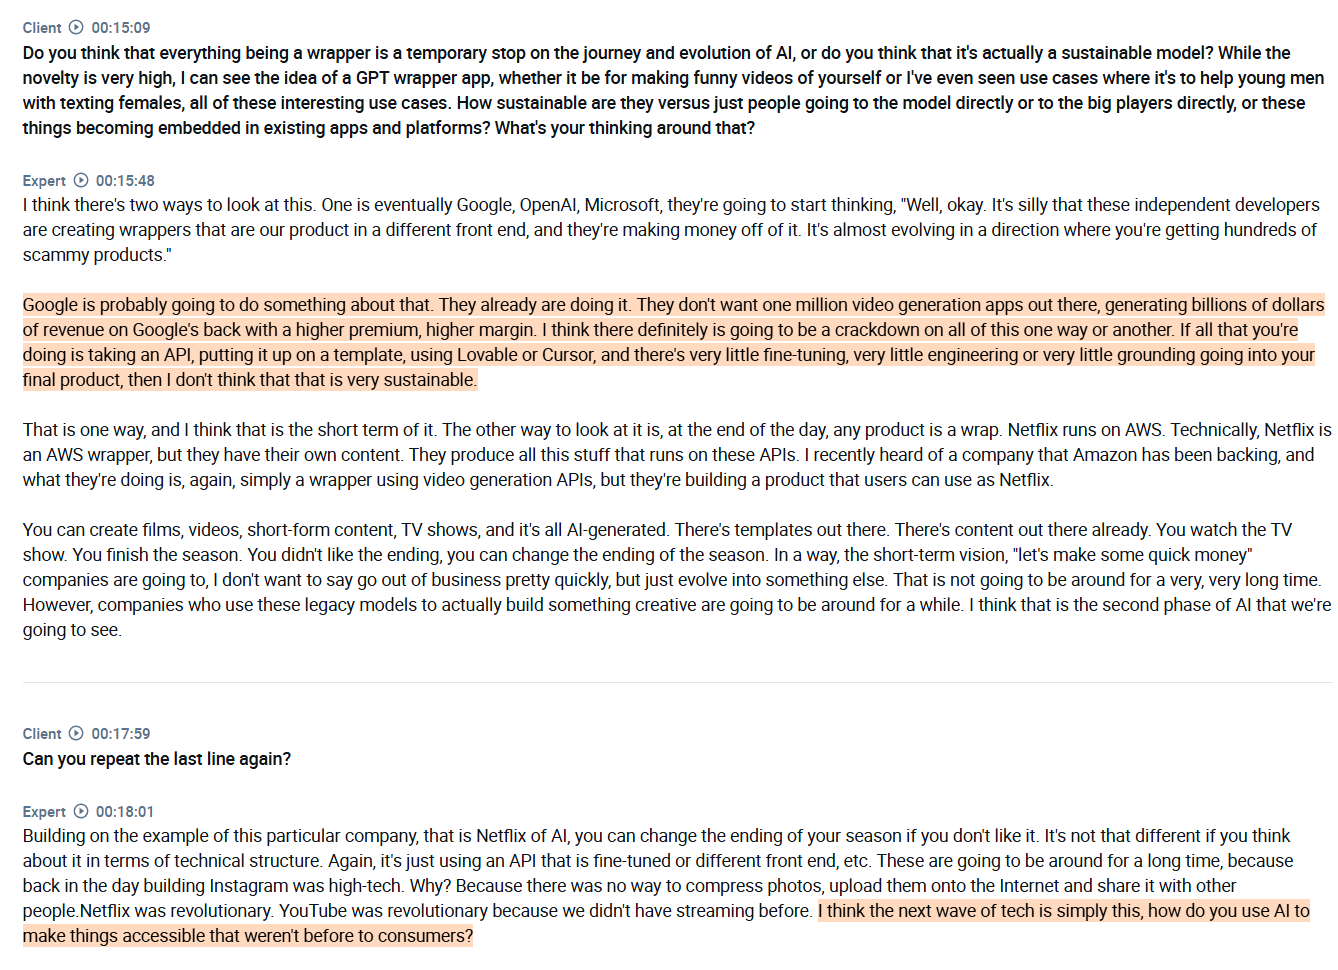 Client 00:15:09
Do you think that everything being a wrapper is a temporary stop on the journey and evolution of AI, or do you think that it's actually a sustainable model? While the
novelty is very high, I can see the idea of a GPT wrapper app, whether it be for making funny videos of yourself or I've even seen use cases where it's to help young men
with texting females, all of these interesting use cases. How sustainable are they versus just people going to the model directly or to the big players directly, or these
things becoming embedded in existing apps and platforms? What's your thinking around that?
Expert 00:15:48
I think there's two ways to look at this. One is eventually Google, OpenAI, Microsoft, they're going to start thinking, "Well, okay. It's silly that these independent developers
are creating wrappers that are our product in a different front end, and they're making money off of it. It's almost evolving in a direction where you're getting hundreds of
scammy products."
Google is probably going to do something about that. They already are doing it. They don't want one million video generation apps out there, generating billions of dollars
of revenue on Google's back with a higher premium, higher margin. I think there definitely is going to be a crackdown on all of this one way or another. If all that you're
doing is taking an API, putting it up on a template, using Lovable or Cursor, and there's very little fine-tuning, very little engineering or very little grounding going into your
final product, then I don't think that that is very sustainable.
That is one way, and I think that is the short term of it. The other way to look at it is, at the end of the day, any product is a wrap. Netflix runs on AWS. Technically, Netflix is
an AWS wrapper, but they have their own content. They produce all this stuff that runs on these APIs. I recently heard of a company that Amazon has been backing, and
what they're doing is, again, simply a wrapper using video generation APIs, but they're building a product that users can use as Netflix.
You can create films, videos, short-form content, TV shows, and it's all AI-generated. There's templates out there. There's content out there already. You watch the TV
show. You finish the season. You didn't like the ending, you can change the ending of the season. In a way, the short-term vision, "let's make some quick money"
companies are going to, I don't want to say go out of business pretty quickly, but just evolve into something else. That is not going to be around for a very, very long time.
However, companies who use these legacy models to actually build something creative are going to be around for a while. I think that is the second phase of AI that we're
going to see.
Client 00:17:59
Can you repeat the last line again?
Expert 00:18:01
Building on the example of this particular company, that is Netflix of AI, you can change the ending of your season if you don't like it. It's not that different if you think
about it in terms of technical structure. Again, it's just using an API that is fine-tuned or different front end, etc. These are going to be around for a long time, because
back in the day building Instagram was high-tech. Why? Because there was no way to compress photos, upload them onto the Internet and share it with other
people.Netflix was revolutionary. YouTube was revolutionary because we didn't have streaming before. I think the next wave of tech is simply this, how do you use AI to
make things accessible that weren't before to consumers?